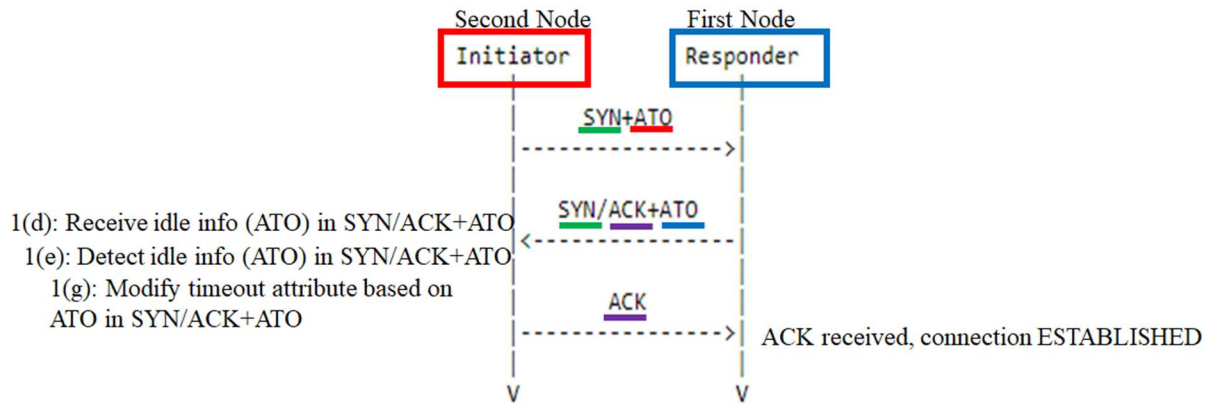 Second Node First Node
Initiator Responder
SYN+ATO
SYN/ACK+ATO
1(d): Receive idle info (ATO) in SYN/ACK+ATO
1(e): Detect idle info (ATO) in SYN/ACK+ATO
1(g): Modify timeout attribute based on
ATO in SYN/ACK+ATO
ACK
ACK received, connection ESTABLISHED
V V